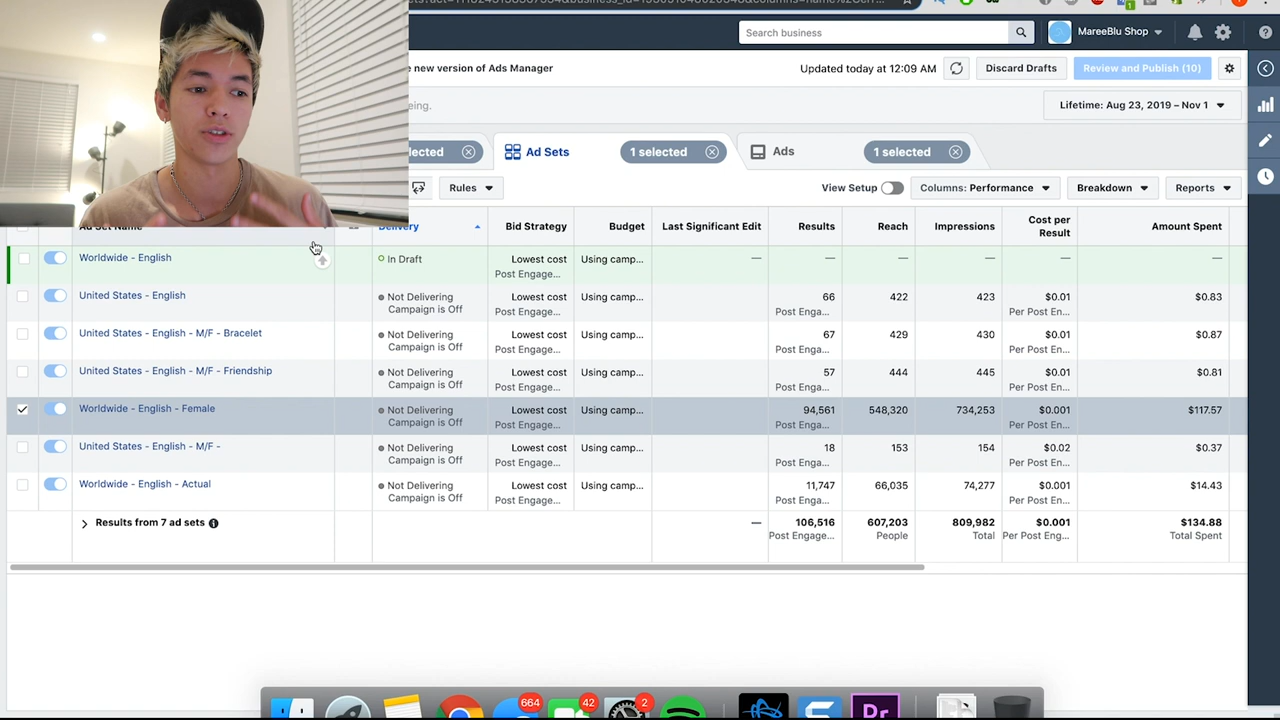 Search business
MareeBlu Shop
e new version of Ads Manager
Updated today at 12:09 AM
Discard Drafts
Review and Publish (10)
eing.
Lifetime: Aug 23, 2019 – Nov 1
lected
Ad Sets
1 selected
Ads
1 selected
Rules
View Setup
Columns: Performance
Breakdown
Reports
Ad Set Name
Delivery
Bid Strategy
Budget
Last Significant Edit
Results
Reach
Impressions
Cost per
Result
Amount Spent
Worldwide - English
In Draft
Lowest cost
Post Engage...
Using camp...
—
—
—
—
—
—
United States - English
Not Delivering
Campaign is Off
Lowest cost
Post Engage...
Using camp...
66
Post Enga...
422
423
$0.01
Per Post En...
$0.83
United States - English - M/F - Bracelet
Not Delivering
Campaign is Off
Lowest cost
Post Engage...
Using camp...
67
Post Enga...
429
430
$0.01
Per Post En...
$0.87
United States - English - M/F - Friendship
Not Delivering
Campaign is Off
Lowest cost
Post Engage...
Using camp...
57
Post Enga...
444
445
$0.01
Per Post En...
$0.81
Worldwide - English - Female
Not Delivering
Campaign is Off
Lowest cost
Post Engage...
Using camp...
94,561
Post Enga...
548,320
734,253
$0.001
Per Post En...
$117.57
United States - English - M/F -
Not Delivering
Campaign is Off
Lowest cost
Post Engage...
Using camp...
18
Post Enga...
153
154
$0.02
Per Post En...
$0.37
Worldwide - English - Actual
Not Delivering
Campaign is Off
Lowest cost
Post Engage...
Using camp...
11,747
Post Enga...
66,035
74,277
$0.001
Per Post En...
$14.43
Results from 7 ad sets
—
106,516
Post Engage...
607,203
People
809,982
Total
$0.001
Per Post Eng...
$134.88
Total Spent
664
42
2
Pr